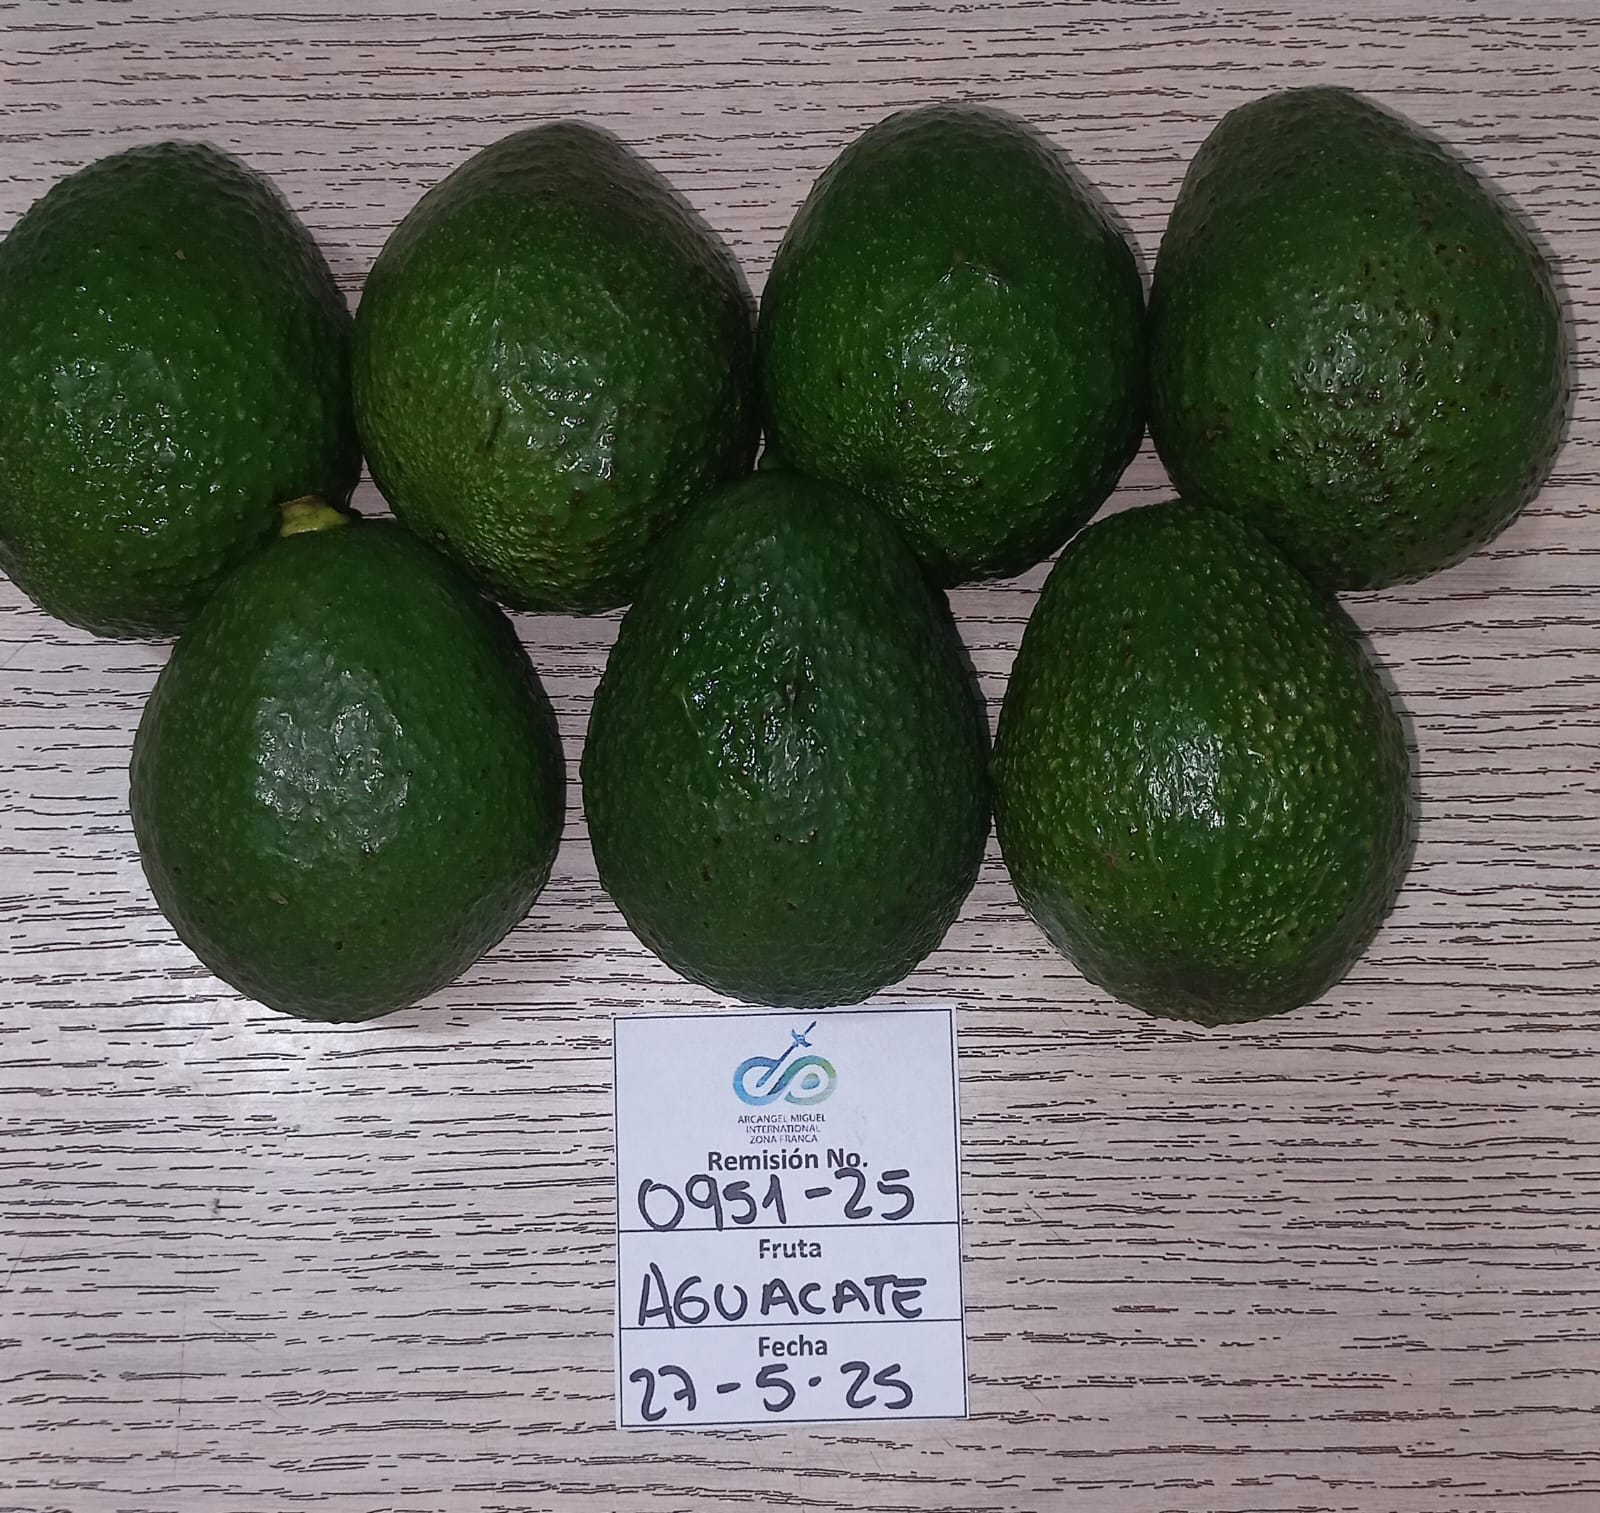 ARCANGEL MIGUEL
INTERNATIONAL
ZONA FRANCA
Remisión No.
0951-25
Fruta
AGUACATE
Fecha
27-5-25